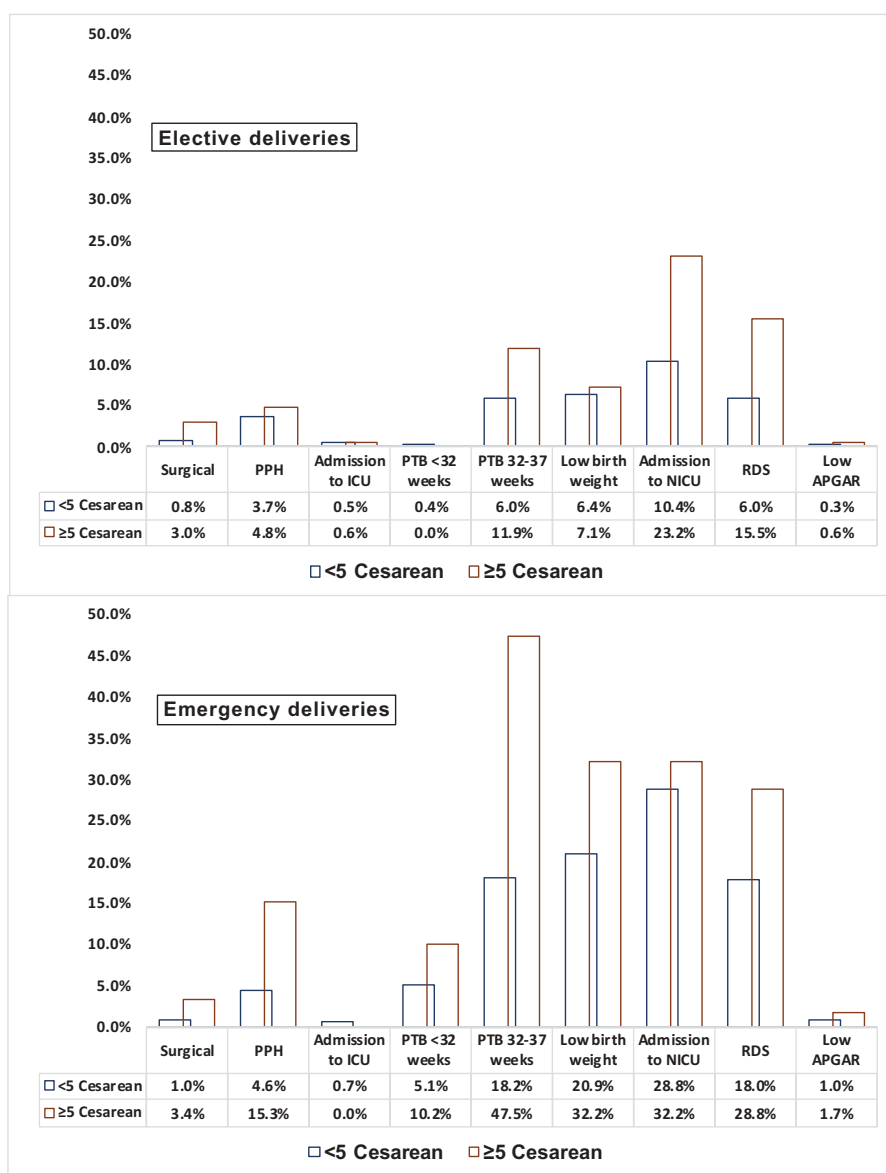 50.0%
45.0%
40.0%
Elective deliveries
35.0%
30.0%
25.0%
20.0%
15.0%
10.0%
5.0%
0.0%
Surgical PPH Admission to ICU PTB <32 weeks PTB 32-37 weeks Low birth weight Admission to NICU RDS Low APGAR
<5 Cesarean 0.8% 3.7% 0.5% 0.4% 6.0% 6.4% 10.4% 6.0% 0.3%
≥5 Cesarean 3.0% 4.8% 0.6% 0.0% 11.9% 7.1% 23.2% 15.5% 0.6%
<5 Cesarean ≥5 Cesarean
50.0%
45.0%
40.0%
Emergency deliveries
35.0%
30.0%
25.0%
20.0%
15.0%
10.0%
5.0%
0.0%
Surgical PPH Admission to ICU PTB <32 weeks PTB 32-37 weeks Low birth weight Admission to NICU RDS Low APGAR
<5 Cesarean 1.0% 4.6% 0.7% 5.1% 18.2% 20.9% 28.8% 18.0% 1.0%
≥5 Cesarean 3.4% 15.3% 0.0% 10.2% 47.5% 32.2% 32.2% 28.8% 1.7%
<5 Cesarean ≥5 Cesarean